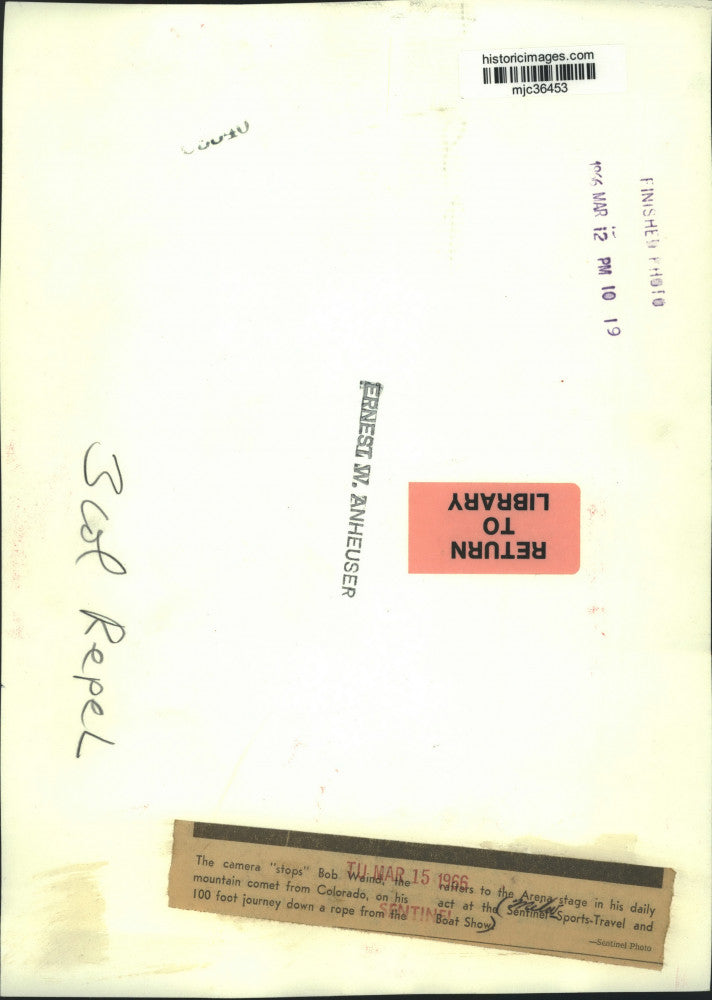 historicimages.com
mjc36453
FINISHED PHOTO
1966 MAR 12 PM 10 19
ERNEST W. ANHEUSER
RETURN
TO
LIBRARY
3 col Repel
The camera "stops" Bob Waind, the
mountain comet from Colorado, on his
100 foot journey down a rope from the
rafters to the Arena stage in his daily
act at the Sentinel Sports-Travel and
Boat Show
—Sentinel Photo
TU MAR 15 1966
SENTINEL